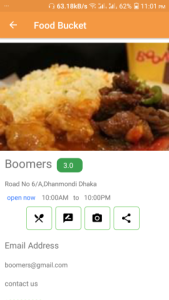 63.18kB/s 62% 11:01 PM
Food Bucket
Boomers 3.0
Road No 6/A,Dhanmondi Dhaka
open now 10:00AM to 10:00PM
Email Address
boomers@gmail.com
contact us